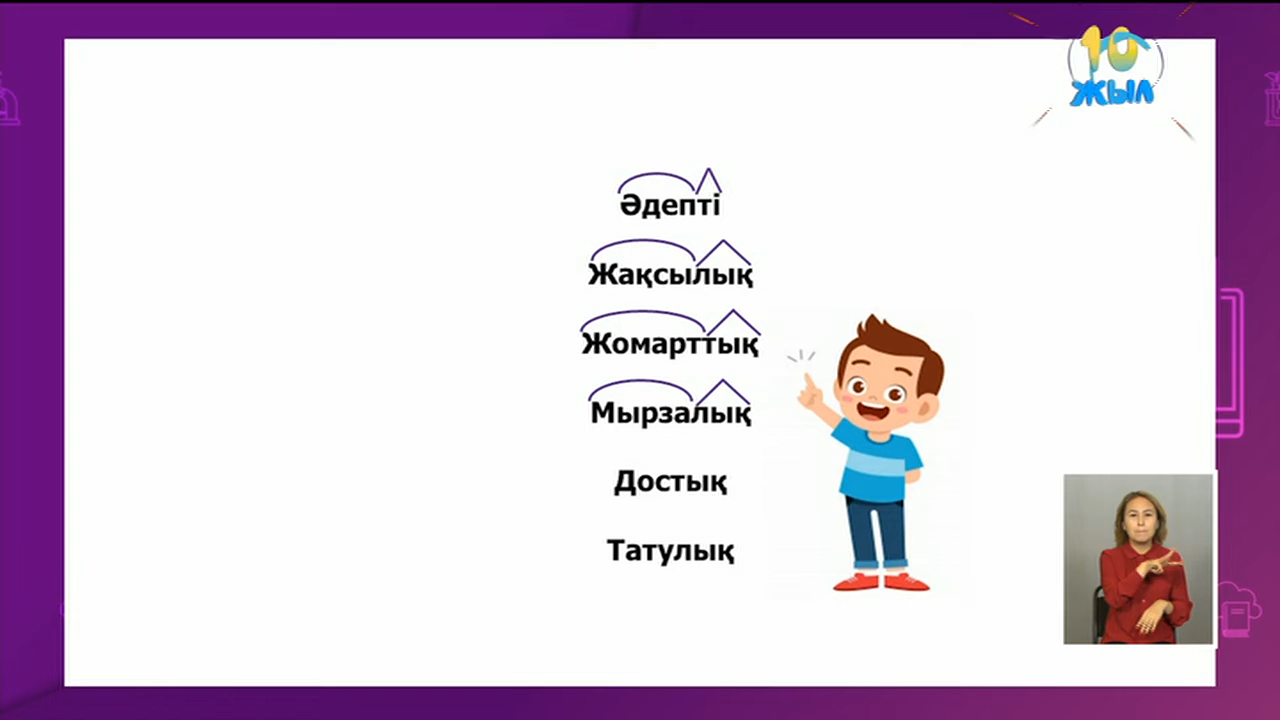 10
ЖЫЛ
Әдепті
Жақсылық
Жомарттық
Мырзалық
Достық
Татулық